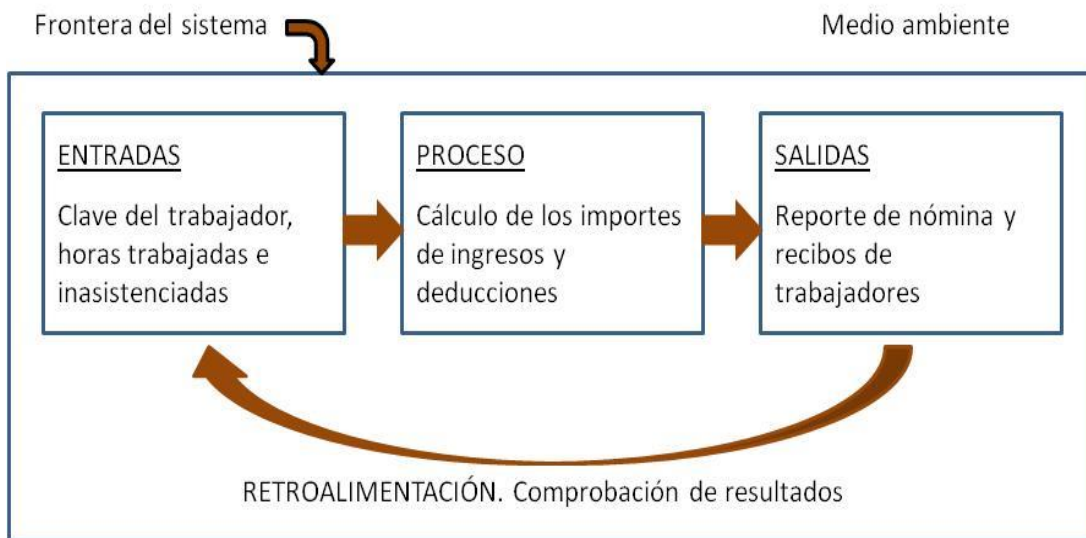 Frontera del sistema
Medio ambiente
ENTRADAS
Clave del trabajador,
horas trabajadas e
inasistenciadas
PROCESO
Cálculo de los importes
de ingresos y
deducciones
SALIDAS
Reporte de nómina y
recibos de
trabajadores
RETROALIMENTACIÓN. Comprobación de resultados